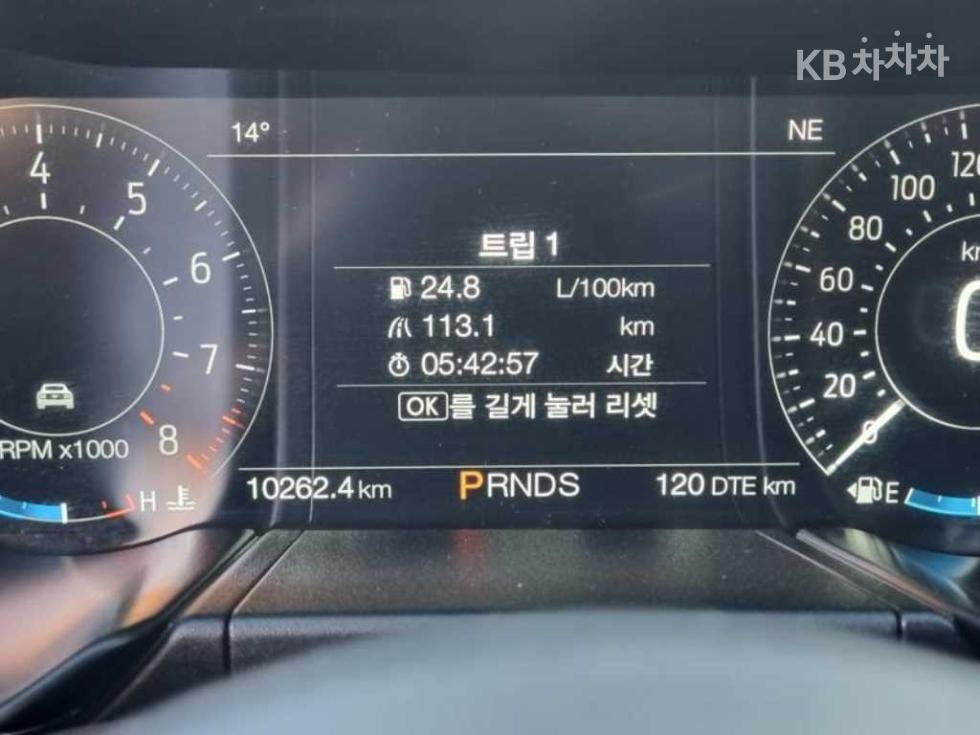 KB차차차
14°
NE
4
5
6
7
8
RPM x1000
H
트립 1
24.8 L/100km
113.1 km
05:42:57 시간
OK를 길게 눌러 리셋
10262.4 km
PRNDS
120 DTE km
100
80
60
40
20
0
E